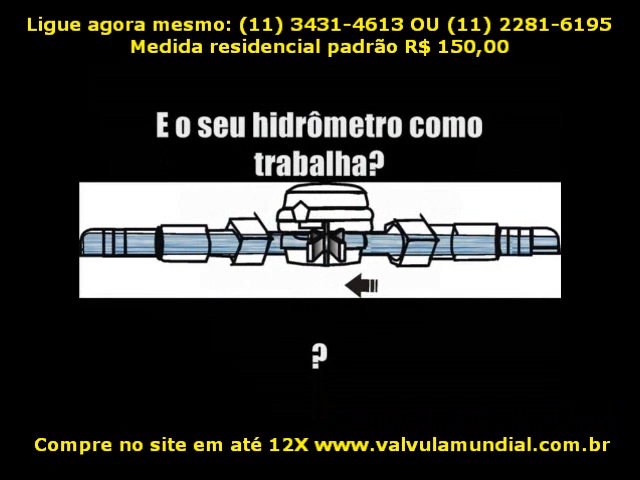 Ligue agora mesmo: (11) 3431-4613 OU (11) 2281-6195
Medida residencial padrão R$ 150,00
E o seu hidrômetro como
trabalha?
?
Compre no site em até 12X www.valvulamundial.com.br